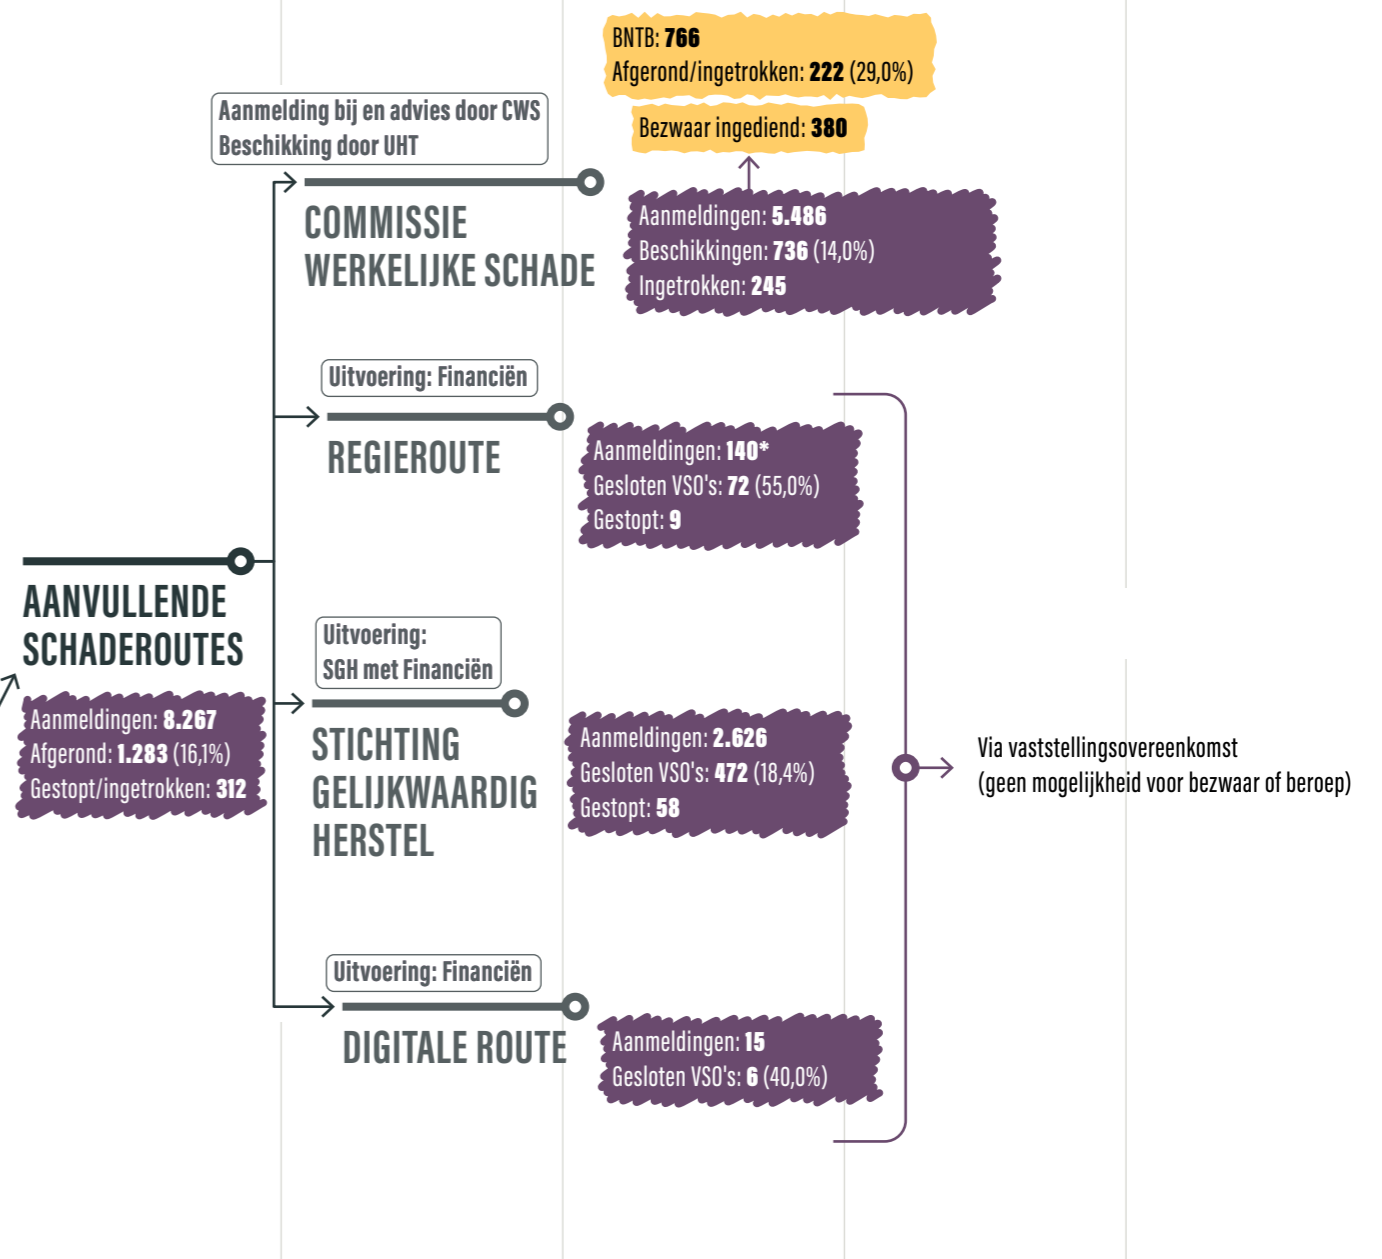 BNTB: 766
Afgerond/ingetrokken: 222 (29,0%)
Bezwaar ingediend: 380
Aanmelding bij en advies door CWS
Beschikking door UHT
COMMISSIE
WERKELIJKE SCHADE
Aanmeldingen: 5.486
Beschikkingen: 736 (14,0%)
Ingetrokken: 245
Uitvoering: Financiën
REGIEROUTE
Aanmeldingen: 140*
Gesloten VSO's: 72 (55,0%)
Gestopt: 9
AANVULLENDE
SCHADEROUTES
Aanmeldingen: 8.267
Afgerond: 1.283 (16,1%)
Gestopt/ingetrokken: 312
Uitvoering:
SGH met Financiën
STICHTING
GELIJKWAARDIG
HERSTEL
Aanmeldingen: 2.626
Gesloten VSO's: 472 (18,4%)
Gestopt: 58
Via vaststellingsovereenkomst
(geen mogelijkheid voor bezwaar of beroep)
Uitvoering: Financiën
DIGITALE ROUTE
Aanmeldingen: 15
Gesloten VSO's: 6 (40,0%)